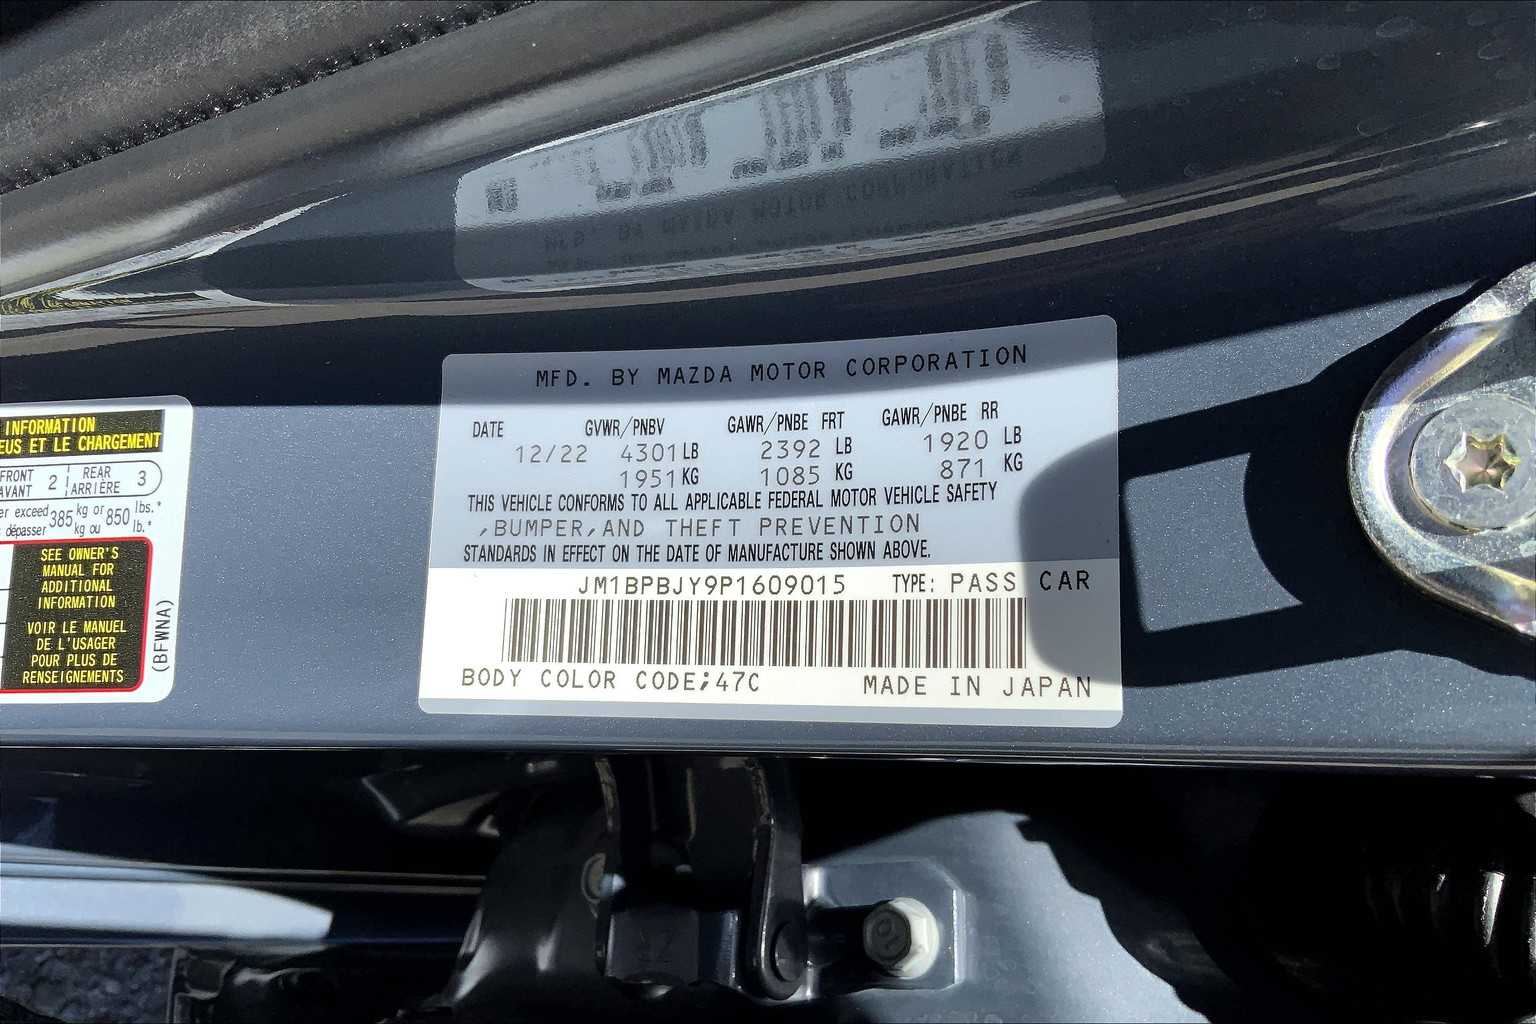 MFD. BY MAZDA MOTOR CORPORATION
DATE GVWR/PNBV GAWR/PNBE FRT GAWR/PNBE RR
12/22 4301LB 2392 LB 1920 LB
1951KG 1085 KG 871 KG
THIS VEHICLE CONFORMS TO ALL APPLICABLE FEDERAL MOTOR VEHICLE SAFETY
,BUMPER,AND THEFT PREVENTION
STANDARDS IN EFFECT ON THE DATE OF MANUFACTURE SHOWN ABOVE.
JM1BPBJY9P1609015 TYPE: PASS CAR
BODY COLOR CODE;47C MADE IN JAPAN
INFORMATION
EUS ET LE CHARGEMENT
FRONT 2 REAR 3
AVANT ARRIÈRE
er exceed 385 kg or 850 lbs.*
dépasser kg ou lb.*
SEE OWNER'S
MANUAL FOR
ADDITIONAL
INFORMATION
VOIR LE MANUEL
DE L'USAGER
POUR PLUS DE
RENSEIGNEMENTS
(BFWNA)